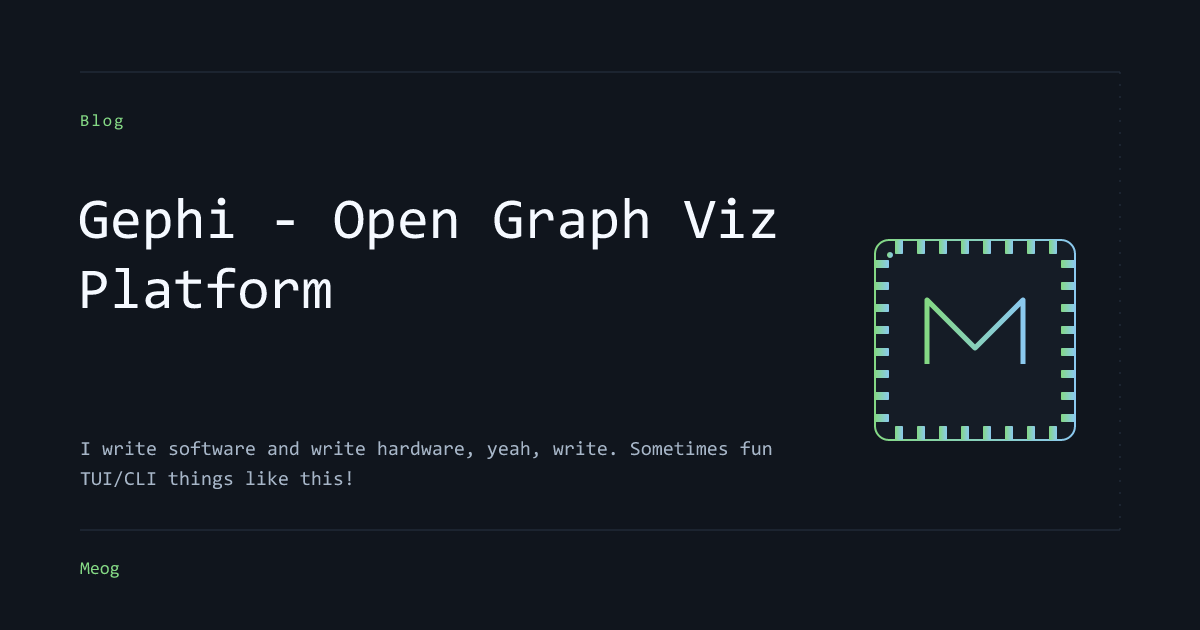 Blog
Gephi - Open Graph Viz
Platform
M
I write software and write hardware, yeah, write. Sometimes fun
TUI/CLI things like this!
Meog